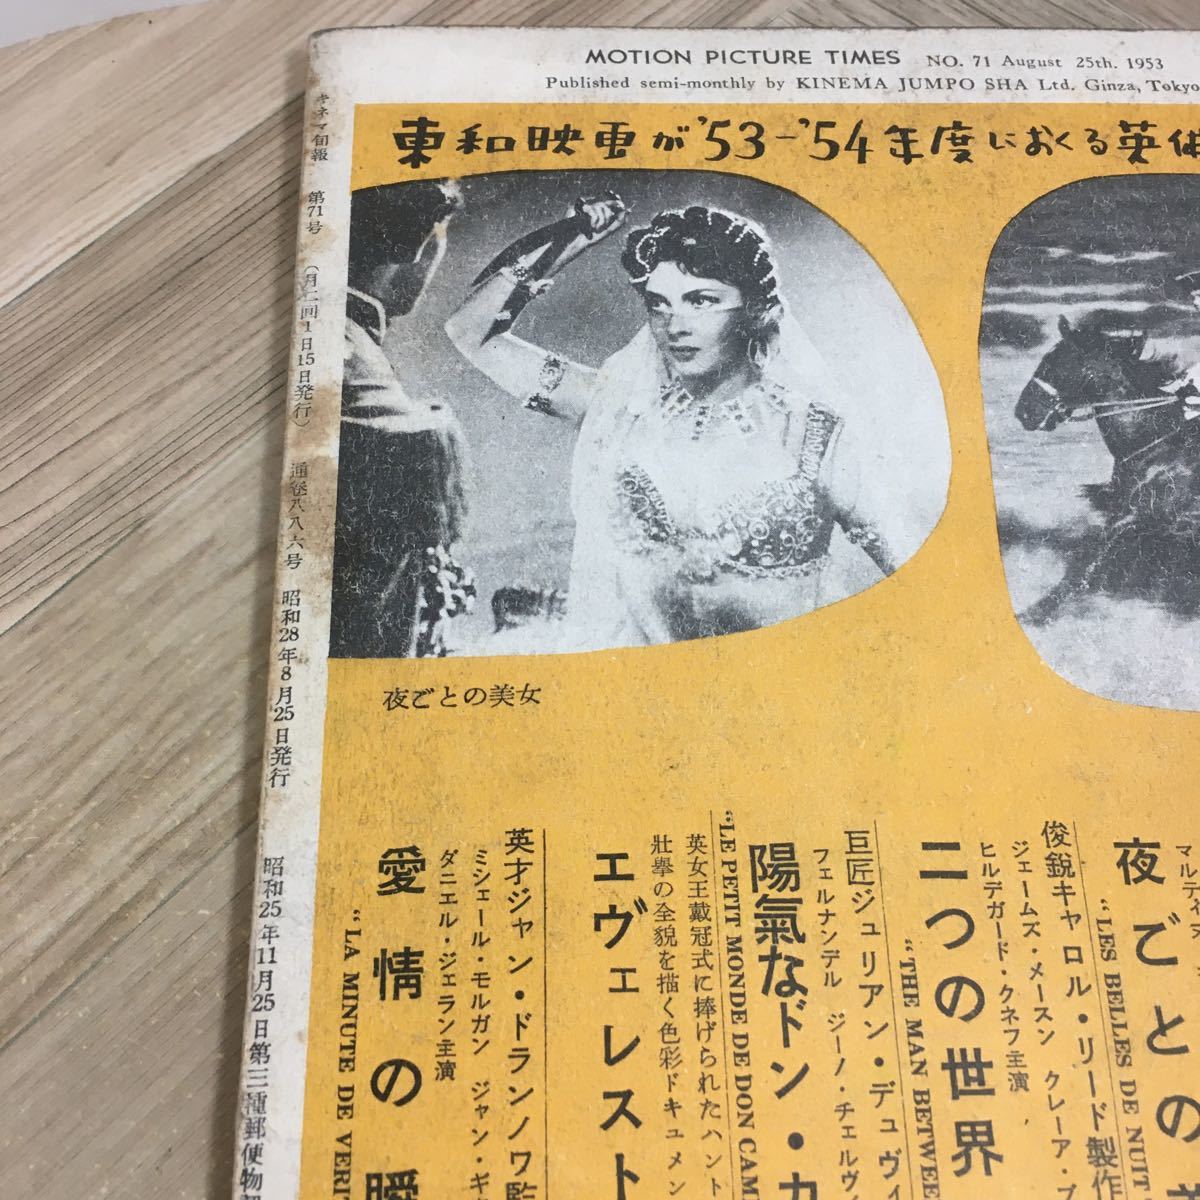 MOTION PICTURE TIMES NO. 71 August 25th. 1953
Published semi-monthly by KINEMA JUMPO SHA Ltd. Ginza, Tokyo
東和映画が'53-'54年度におくる英
夜ごとの美女
夜ごとの
"LES BELLES DE NUIT
俊鋭キャロル・リード製作
ジェームズ・メースン クレーア・ブ
ヒルデガード・クネフ主演
二つの世界
"THE MAN BETWEE
巨匠ジュリアン・デュヴィ
フェルナンデル ジーノ・チェルヴィ
陽氣なドン・カ
"LE PETIT MONDE DE DON CAM
英女王戴冠式に捧げられたハント
壯擧の全貌を描く色彩ドキュメン
エヴェレスト
英才ジャン・ドランノワ監
ミシェール・モルガン ジャン・ギ
ダニエル・ジェラン主演
愛情の瞬
"LA MINUTE DE VERI
キネマ旬報 第71号 (月二回1日15日発行) 通巻八八六号 昭和28年8月25日発行 昭和25年11月25日第三種郵便物認